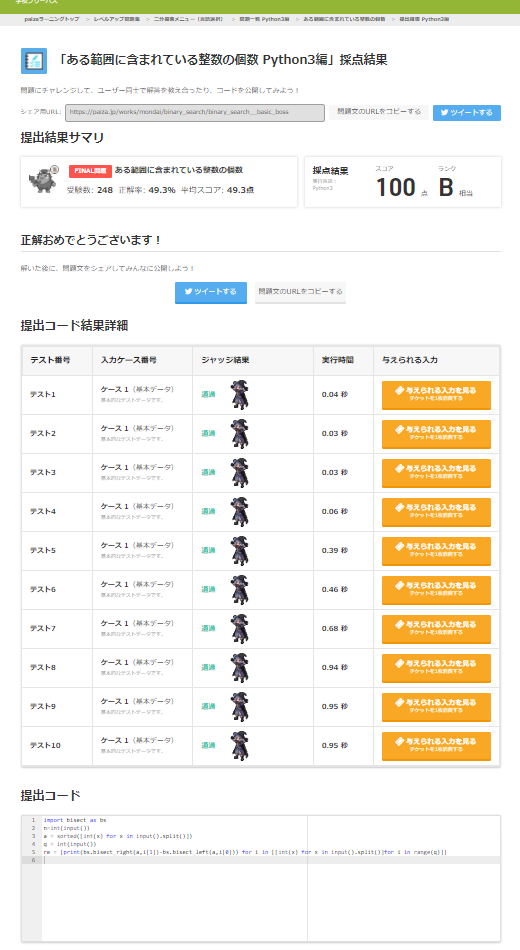 学校フリーパス
paizaラーニングトップ > レベルアップ問題集 > 二分探索メニュー（言語選択） > 問題一覧 Python3編 > ある範囲に含まれている整数の個数 > 提出結果 Python3編
「ある範囲に含まれている整数の個数 Python3編」採点結果
問題にチャレンジして、ユーザー同士で解答を教え合ったり、コードを公開してみよう！
シェア用URL: https://paiza.jp/works/mondai/binary_search/binary_search__basic_boss 問題文のURLをコピーする ツイートする
提出結果サマリ
FINAL問題 ある範囲に含まれている整数の個数
受験数: 248 正解率: 49.3% 平均スコア: 49.3点
採点結果 スコア ランク
実行言語：
Python3
100 点 B 相当
正解おめでとうございます！
解いた後に、問題文をシェアしてみんなに公開しよう！
ツイートする 問題文のURLをコピーする
提出コード結果詳細
テスト番号 入力ケース番号 ジャッジ結果 実行時間 与えられる入力
テスト1 ケース 1（基本データ） 通過 0.04 秒 与えられる入力を見る
基本的なテストデータです。 チケットを1枚消費する
テスト2 ケース 1（基本データ） 通過 0.03 秒 与えられる入力を見る
基本的なテストデータです。 チケットを1枚消費する
テスト3 ケース 1（基本データ） 通過 0.03 秒 与えられる入力を見る
基本的なテストデータです。 チケットを1枚消費する
テスト4 ケース 1（基本データ） 通過 0.06 秒 与えられる入力を見る
基本的なテストデータです。 チケットを1枚消費する
テスト5 ケース 1（基本データ） 通過 0.39 秒 与えられる入力を見る
基本的なテストデータです。 チケットを1枚消費する
テスト6 ケース 1（基本データ） 通過 0.46 秒 与えられる入力を見る
基本的なテストデータです。 チケットを1枚消費する
テスト7 ケース 1（基本データ） 通過 0.68 秒 与えられる入力を見る
基本的なテストデータです。 チケットを1枚消費する
テスト8 ケース 1（基本データ） 通過 0.94 秒 与えられる入力を見る
基本的なテストデータです。 チケットを1枚消費する
テスト9 ケース 1（基本データ） 通過 0.95 秒 与えられる入力を見る
基本的なテストデータです。 チケットを1枚消費する
テスト10 ケース 1（基本データ） 通過 0.95 秒 与えられる入力を見る
基本的なテストデータです。 チケットを1枚消費する
提出コード
1 import bisect as bs
2 n=int(input())
3 a = sorted([int(x) for x in input().split()])
4 q = int(input())
5 re = [print(bs.bisect_right(a,i[1])-bs.bisect_left(a,i[0])) for i in [[int(x) for x in input().split()]for i in range(q)]]
6